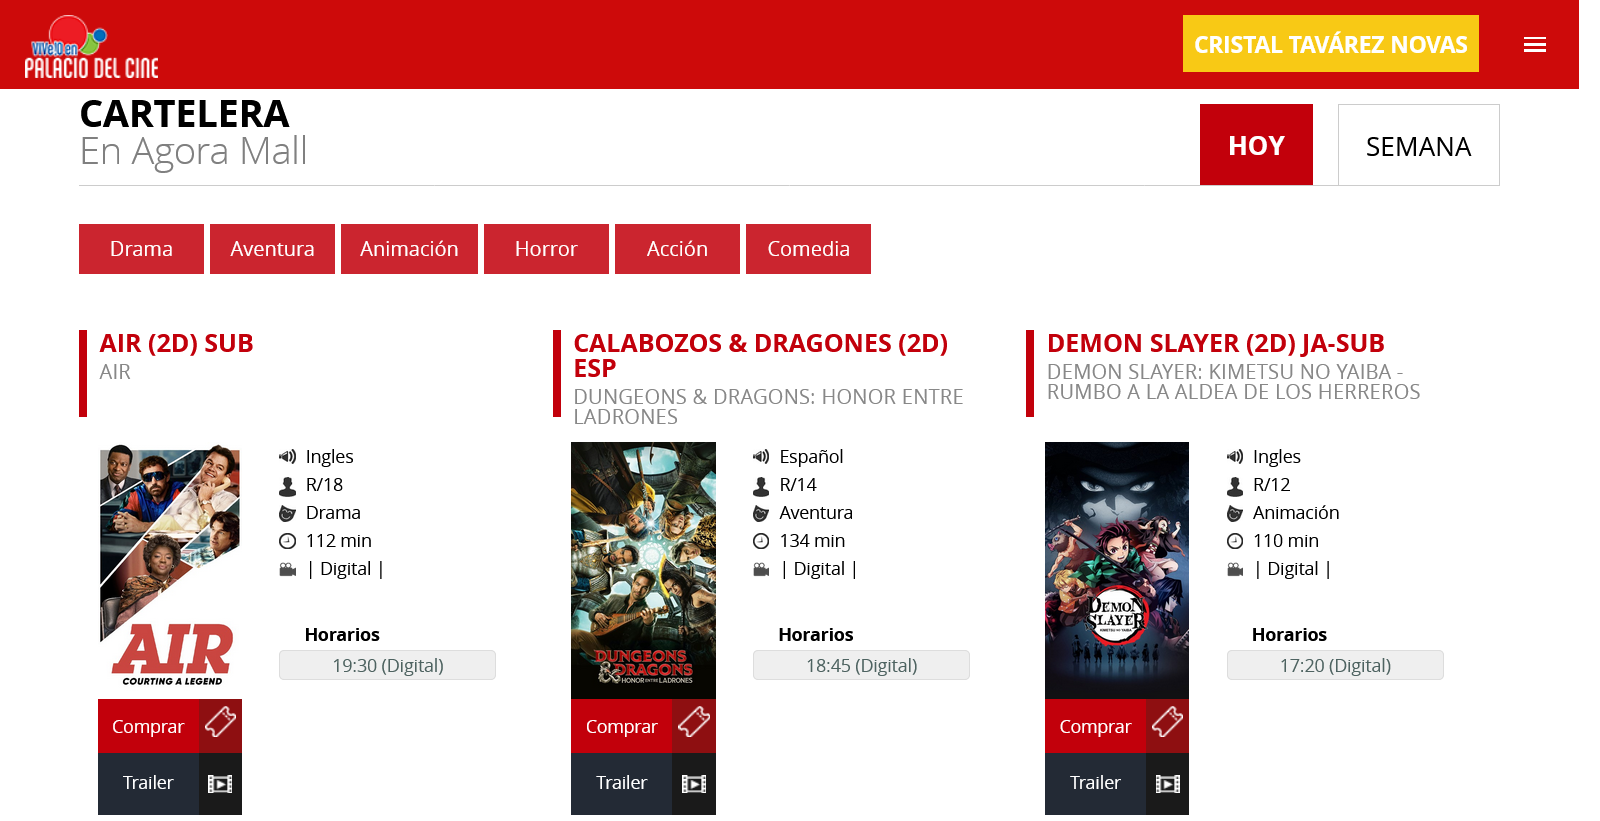 VIVelo en
PALACIO DEL CINE
CRISTAL TAVÁREZ NOVAS
CARTELERA
En Agora Mall
HOY
SEMANA
Drama
Aventura
Animación
Horror
Acción
Comedia
AIR (2D) SUB
AIR
AIR
COURTING A LEGEND
Ingles
R/18
Drama
112 min
| Digital |
Horarios
19:30 (Digital)
Comprar
Trailer
CALABOZOS & DRAGONES (2D)
ESP
DUNGEONS & DRAGONS: HONOR ENTRE
LADRONES
DUNGEONS
& DRAGONS
HONOR ENTRE LADRONES
Español
R/14
Aventura
134 min
| Digital |
Horarios
18:45 (Digital)
Comprar
Trailer
DEMON SLAYER (2D) JA-SUB
DEMON SLAYER: KIMETSU NO YAIBA -
RUMBO A LA ALDEA DE LOS HERREROS
DEMON
SLAYER
KIMETSU NO YAIBA
Ingles
R/12
Animación
110 min
| Digital |
Horarios
17:20 (Digital)
Comprar
Trailer